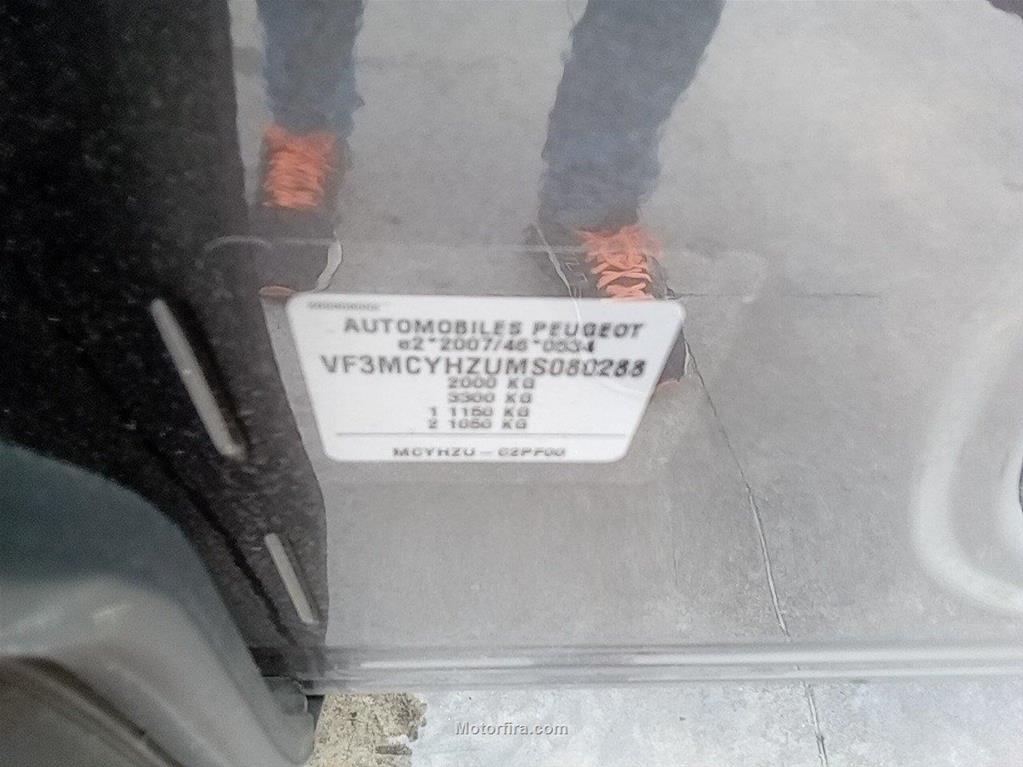 AUTOMOBILES PEUGEOT
e2*2007/46*0534
VF3MCYHZUMS080288
2000 KG
3300 KG
1 1150 KG
2 1050 KG
MCYHZU –
Motorfira.com